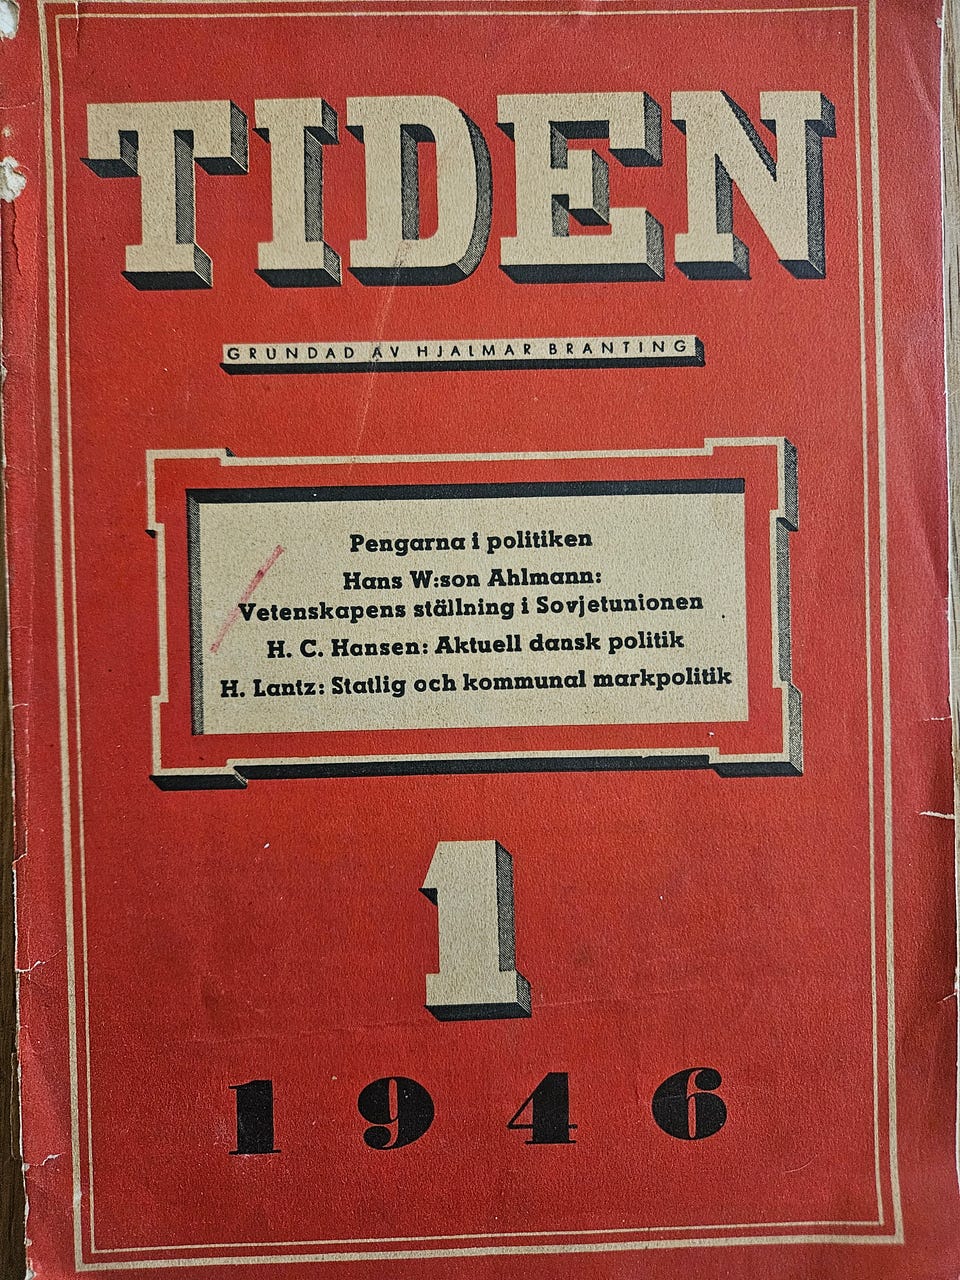 TIDEN
GRUNDAD AV HJALMAR BRANTING
Pengarna i politiken
Hans W:son Ahlmann:
Vetenskapens ställning i Sovjetunionen
H. C. Hansen: Aktuell dansk politik
H. Lantz: Statlig och kommunal markpolitik
1
1946